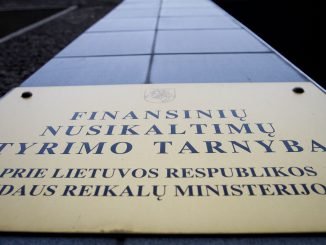 FINANSINIŲ
NUSIKALTIMŲ
TYRIMO TARNYBA
PRIE LIETUVOS RESPUBLIKOS
DAUS REIKALŲ MINISTERIJO